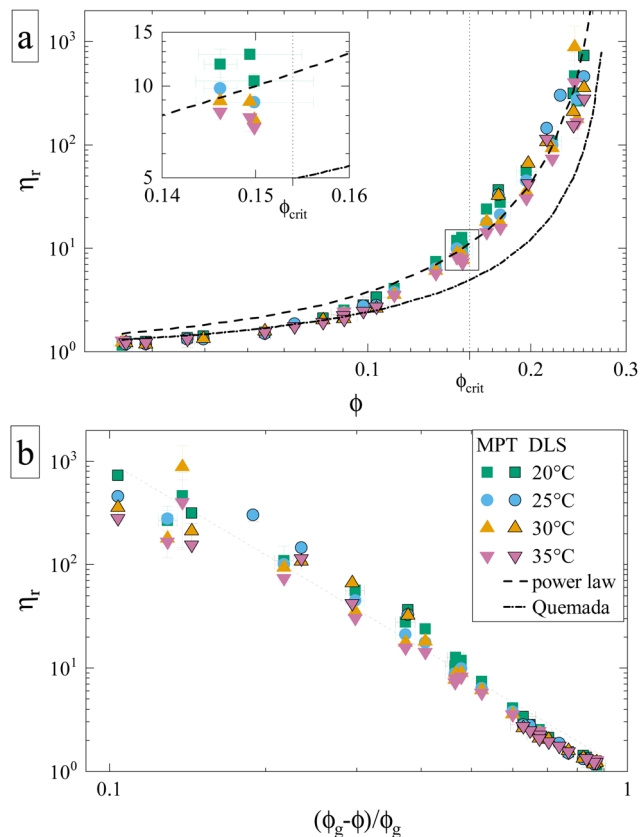 a
10³
10²
10¹
10⁰
ηr
15
10
5
0.14
0.15
0.16
ϕcrit
0.1
0.2
0.3
ϕcrit
ϕ
b
MPT DLS
20°C
25°C
30°C
35°C
power law
Quemada
10³
10²
10¹
10⁰
ηr
0.1
1
(ϕg-ϕ)/ϕg